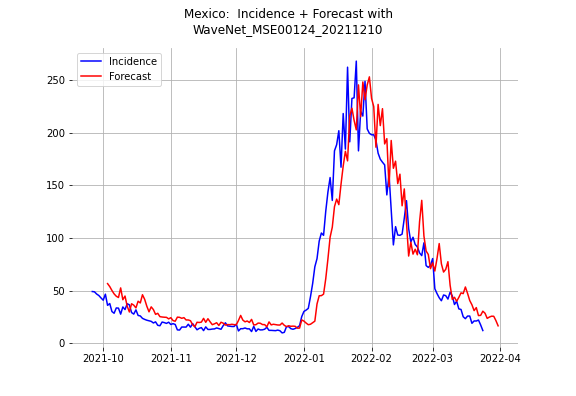 Mexico:  Incidence + Forecast with
WaveNet_MSE00124_20211210
Incidence
Forecast
250
200
150
100
50
0
2021-10 2021-11 2021-12 2022-01 2022-02 2022-03 2022-04